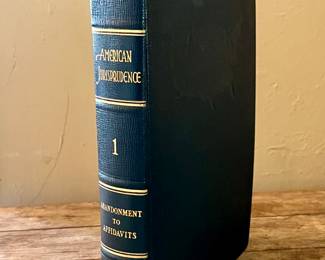 AMERICAN
JURISPRUDENCE
1
ABANDONMENT
TO
AFFIDAVITS